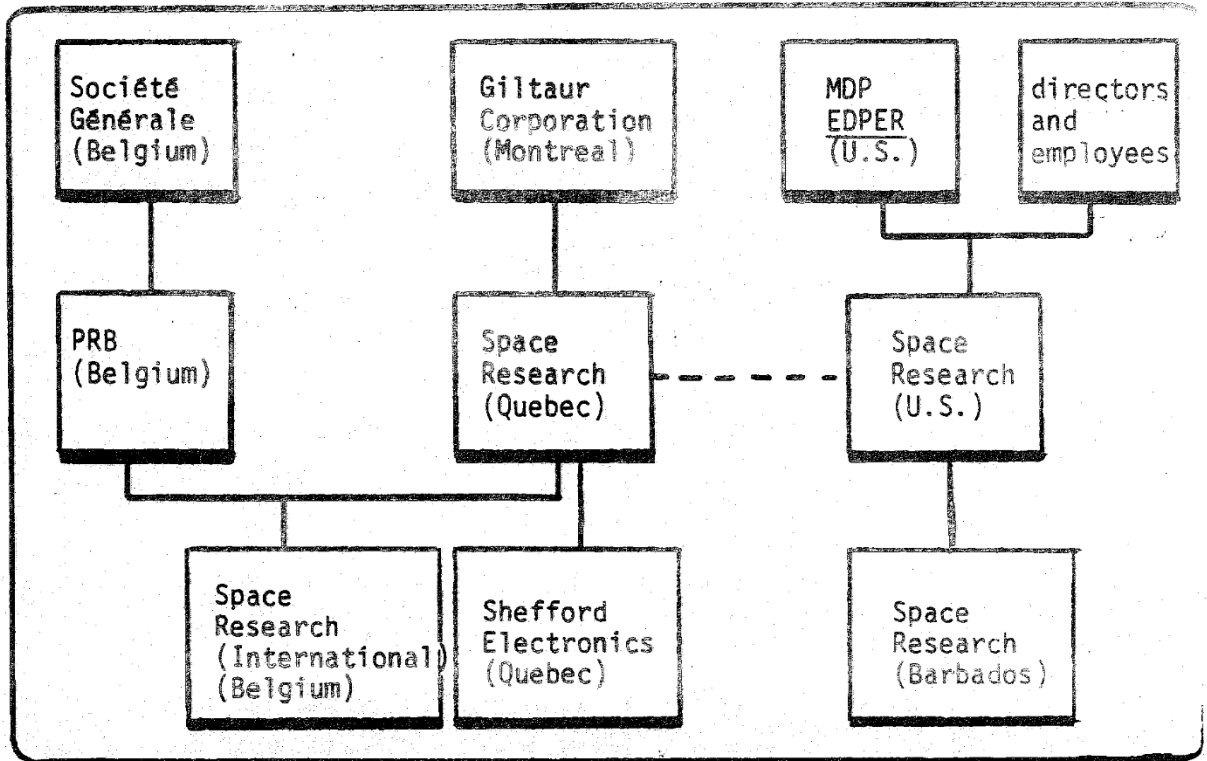 Société
Générale
(Belgium)
Giltaur
Corporation
(Montreal)
MDP
EDPER
(U.S.)
directors
and
employees
PRB
(Belgium)
Space
Research
(Quebec)
Space
Research
(U.S.)
Space
Research
(International)
(Belgium)
Shefford
Electronics
(Quebec)
Space
Research
(Barbados)